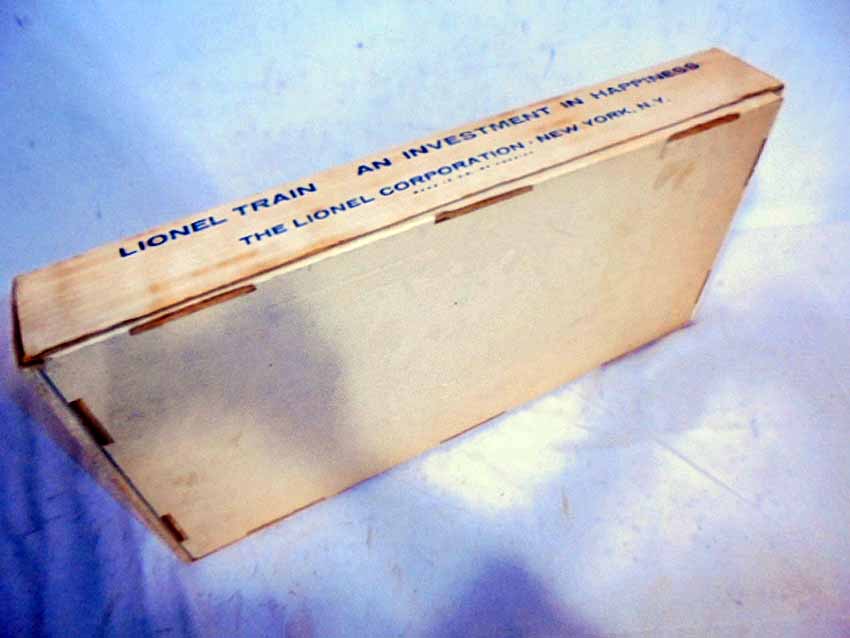 LIONEL TRAIN AN INVESTMENT IN HAPPINESS
THE LIONEL CORPORATION · NEW YORK, N.Y.